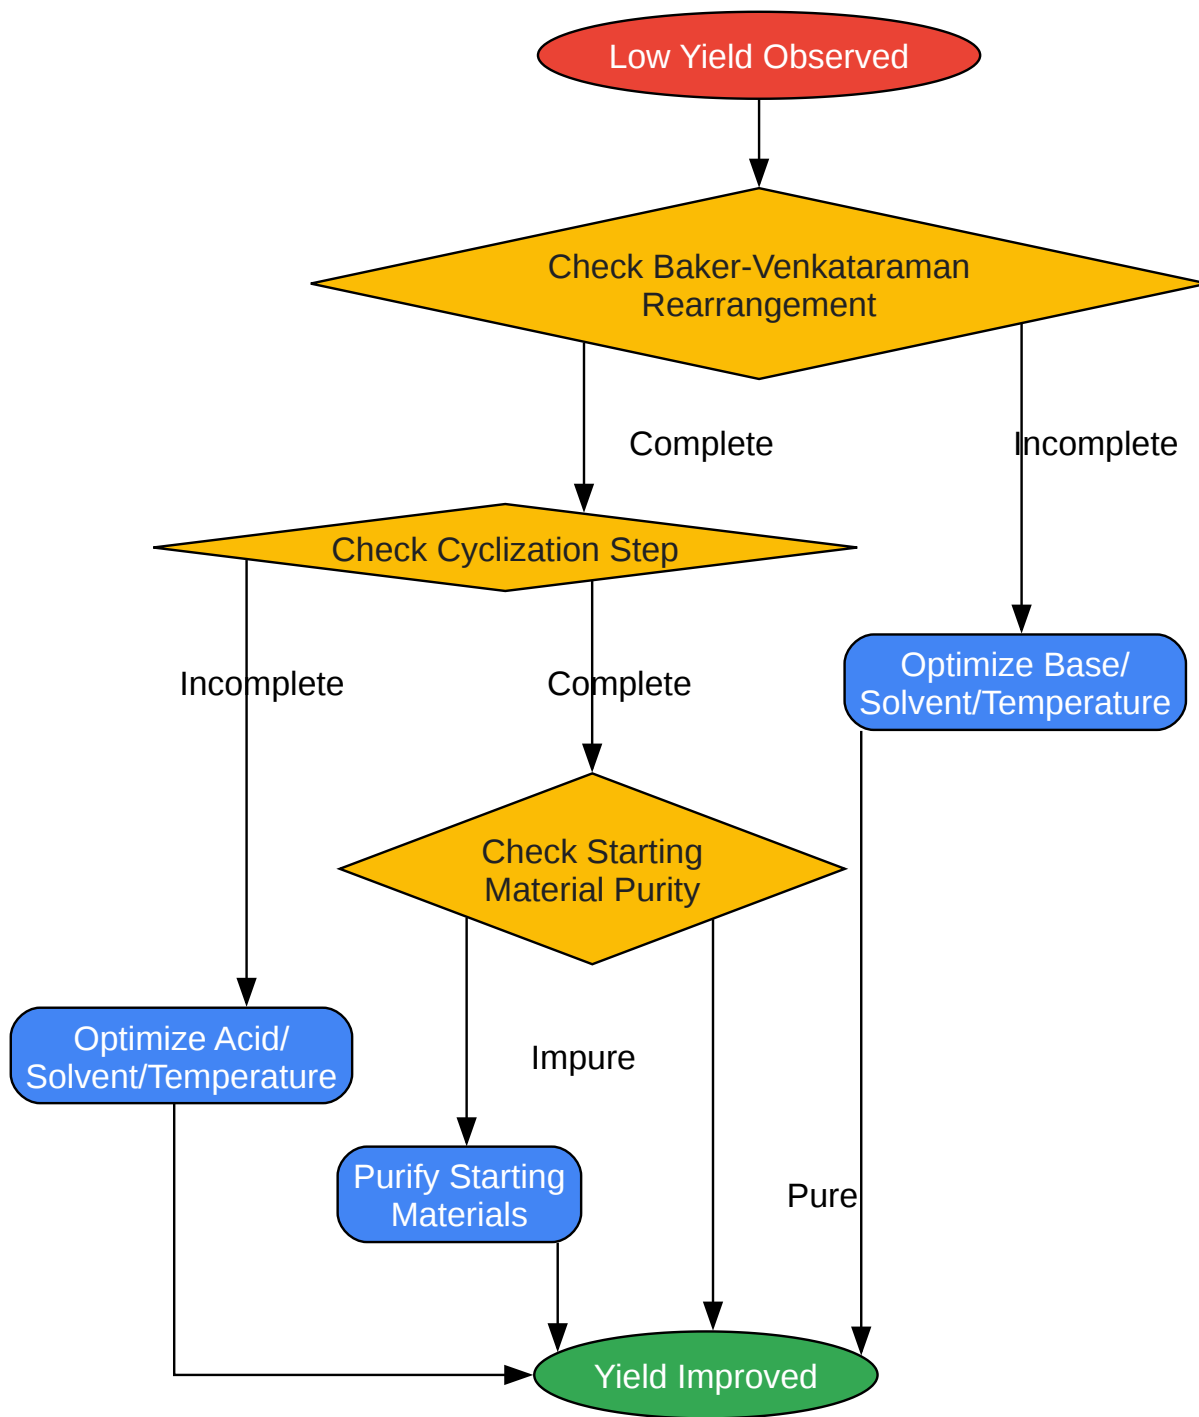 Low Yield Observed
Check Baker-Venkataraman
Rearrangement
Complete
Incomplete
Check Cyclization Step
Optimize Base/
Solvent/Temperature
Incomplete
Complete
Check Starting
Material Purity
Optimize Acid/
Solvent/Temperature
Impure
Purify Starting
Materials
Pure
Yield Improved